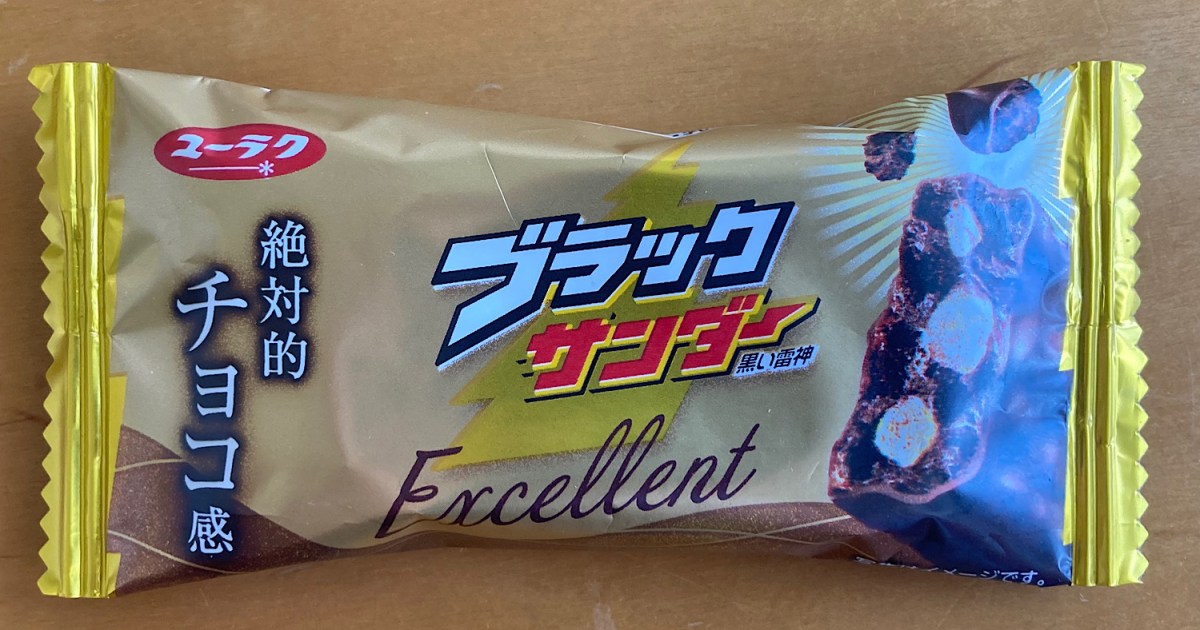 ユーラク
絶対的
チョコ感
ブラック
サンダー
黒い雷神
Excellent
イメージです。